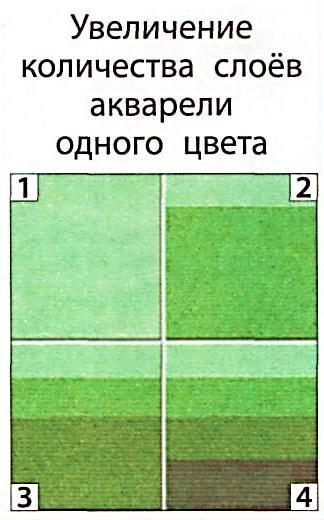 Увеличение
количества слоёв
акварели
одного цвета
1 2
3 4